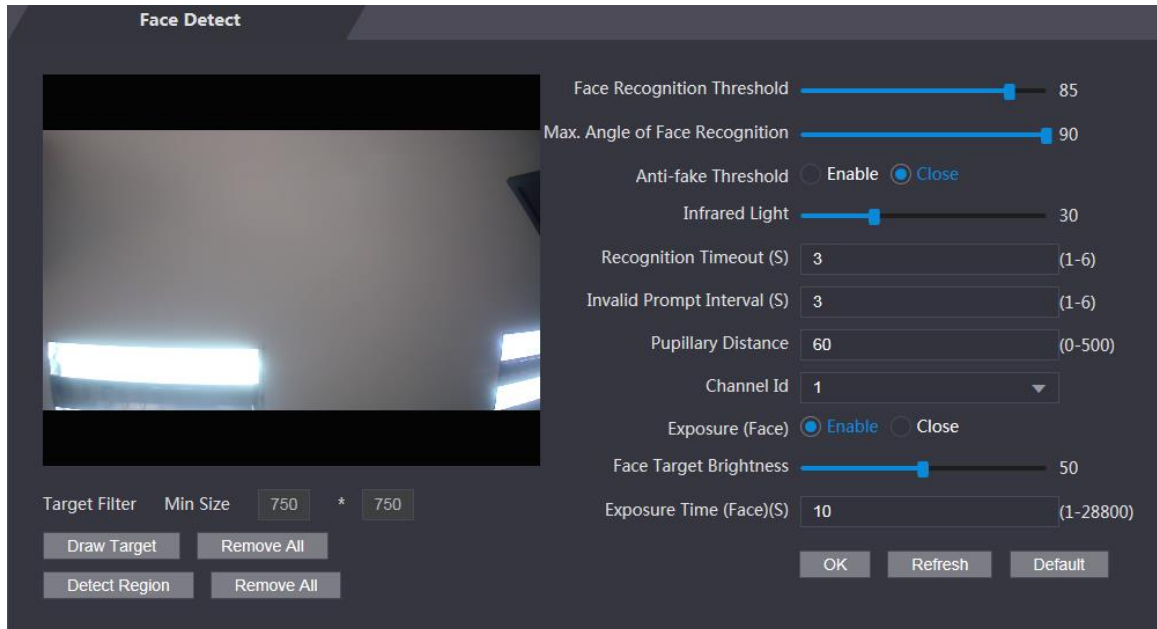 Face Detect
Face Recognition Threshold 85
Max. Angle of Face Recognition 90
Anti-fake Threshold Enable Close
Infrared Light 30
Recognition Timeout (S) 3 (1-6)
Invalid Prompt Interval (S) 3 (1-6)
Pupillary Distance 60 (0-500)
Channel Id 1
Exposure (Face) Enable Close
Face Target Brightness 50
Exposure Time (Face)(S) 10 (1-28800)
OK Refresh Default
Target Filter Min Size 750 * 750
Draw Target Remove All
Detect Region Remove All